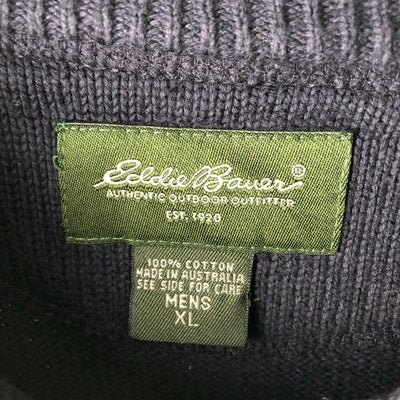 Eddie Bauer®
AUTHENTIC OUTDOOR OUTFITTER
EST. 1920
100% COTTON
MADE IN AUSTRALIA
SEE SIDE FOR CARE
MENS
XL